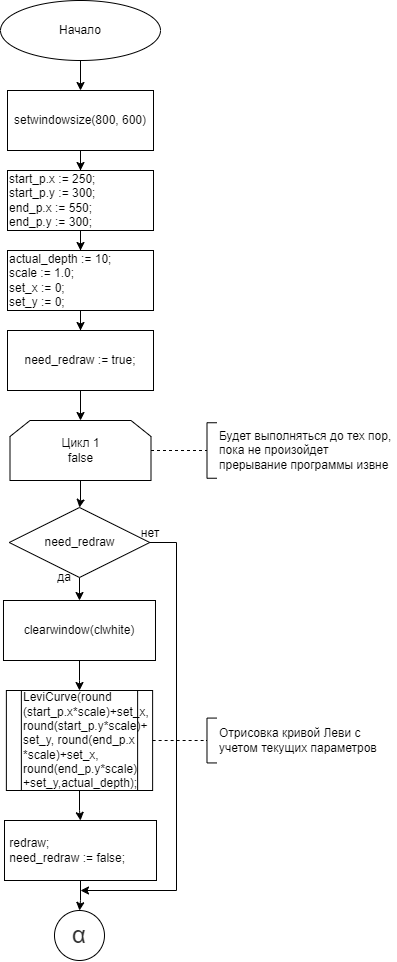 Начало
setwindowsize(800, 600)
start_p.x := 250;
start_p.y := 300;
end_p.x := 550;
end_p.y := 300;
actual_depth := 10;
scale := 1.0;
set_x := 0;
set_y := 0;
need_redraw := true;
Цикл 1
false
Будет выполняться до тех пор,
пока не произойдет
прерывание программы извне
need_redraw
нет
да
clearwindow(clwhite)
LeviCurve(round
(start_p.x*scale)+set_x,
round(start_p.y*scale)+
set_y, round(end_p.x
*scale)+set_x,
round(end_p.y*scale)
+set_y,actual_depth);
Отрисовка кривой Леви с
учетом текущих параметров
redraw;
need_redraw := false;
α